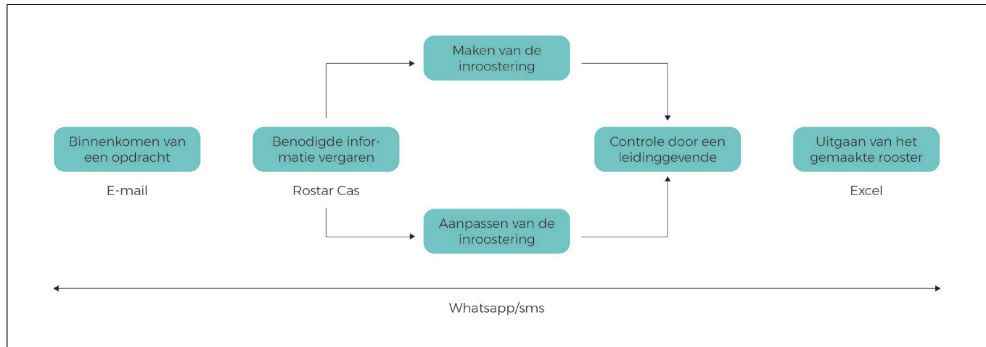 Maken van de
inroostering
Binnenkomen van
een opdracht
E-mail
Benodigde infor-
matie vergaren
Rostar Cas
Controle door een
leidinggevende
Uitgaan van het
gemaakte rooster
Excel
Aanpassen van de
inroostering
Whatsapp/sms